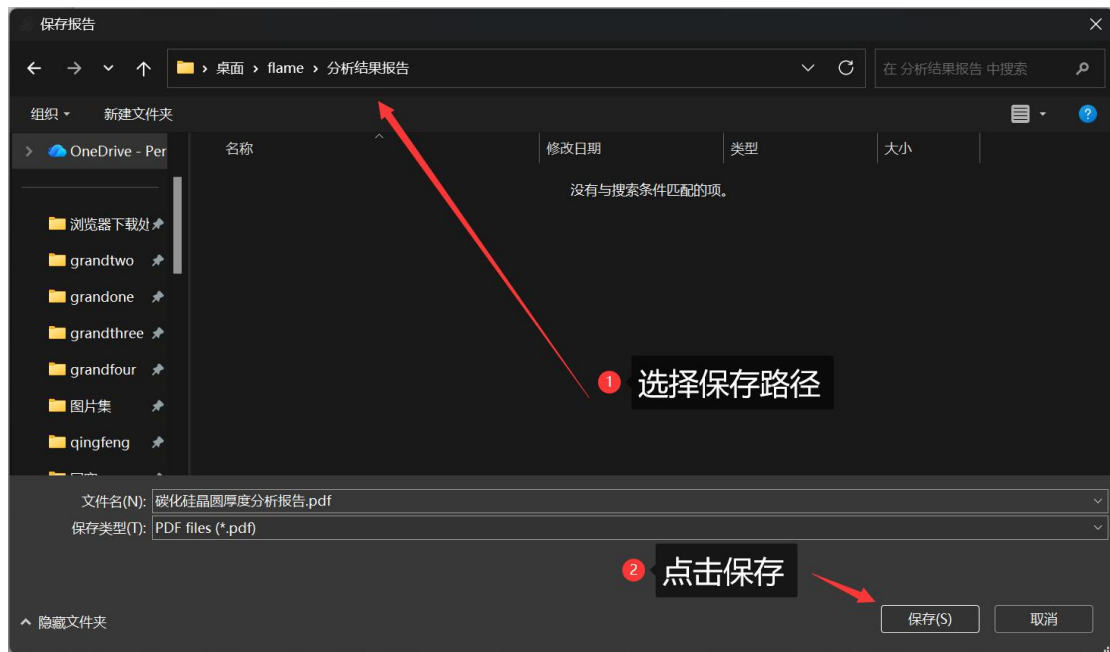 保存报告
桌面 › flame › 分析结果报告
在 分析结果报告 中搜索
组织 新建文件夹
OneDrive - Per
名称 修改日期 类型 大小
没有与搜索条件匹配的项。
浏览器下载处
grandtwo
grandone
grandthree
grandfour
图片集
qingfeng
1 选择保存路径
文件名(N): 碳化硅晶圆厚度分析报告.pdf
保存类型(T): PDF files (*.pdf)
2 点击保存
隐藏文件夹 保存(S) 取消